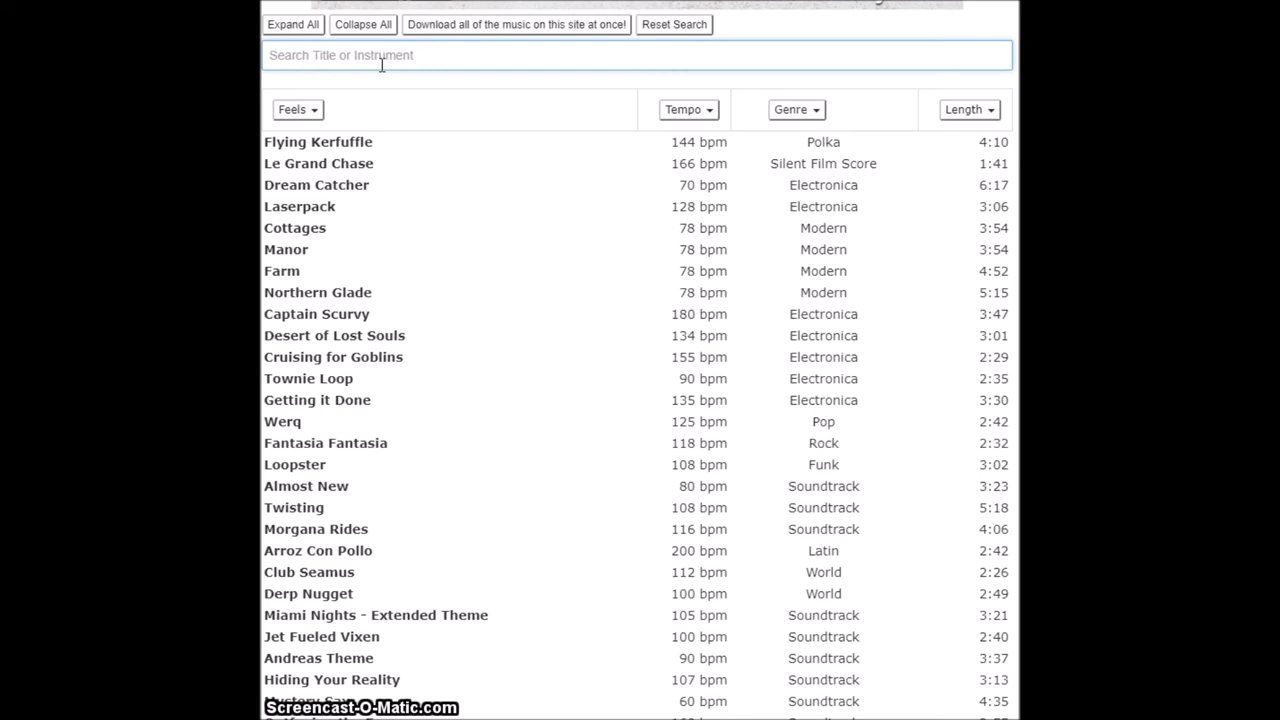 Expand All Collapse All Download all of the music on this site at once! Reset Search
Search Title or Instrument
Feels Tempo Genre Length
Flying Kerfuffle 144 bpm Polka 4:10
Le Grand Chase 166 bpm Silent Film Score 1:41
Dream Catcher 70 bpm Electronica 6:17
Laserpack 128 bpm Electronica 3:06
Cottages 78 bpm Modern 3:54
Manor 78 bpm Modern 3:54
Farm 78 bpm Modern 4:52
Northern Glade 78 bpm Modern 5:15
Captain Scurvy 180 bpm Electronica 3:47
Desert of Lost Souls 134 bpm Electronica 3:01
Cruising for Goblins 155 bpm Electronica 2:29
Townie Loop 90 bpm Electronica 2:35
Getting it Done 135 bpm Electronica 3:30
Werq 125 bpm Pop 2:42
Fantasia Fantasia 118 bpm Rock 2:32
Loopster 108 bpm Funk 3:02
Almost New 80 bpm Soundtrack 3:23
Twisting 108 bpm Soundtrack 5:18
Morgana Rides 116 bpm Soundtrack 4:06
Arroz Con Pollo 200 bpm Latin 2:42
Club Seamus 112 bpm World 2:26
Derp Nugget 100 bpm World 2:49
Miami Nights - Extended Theme 105 bpm Soundtrack 3:21
Jet Fueled Vixen 100 bpm Soundtrack 2:40
Andreas Theme 90 bpm Soundtrack 3:37
Hiding Your Reality 107 bpm Soundtrack 3:13
60 bpm Soundtrack 4:35
Screencast-O-Matic.com